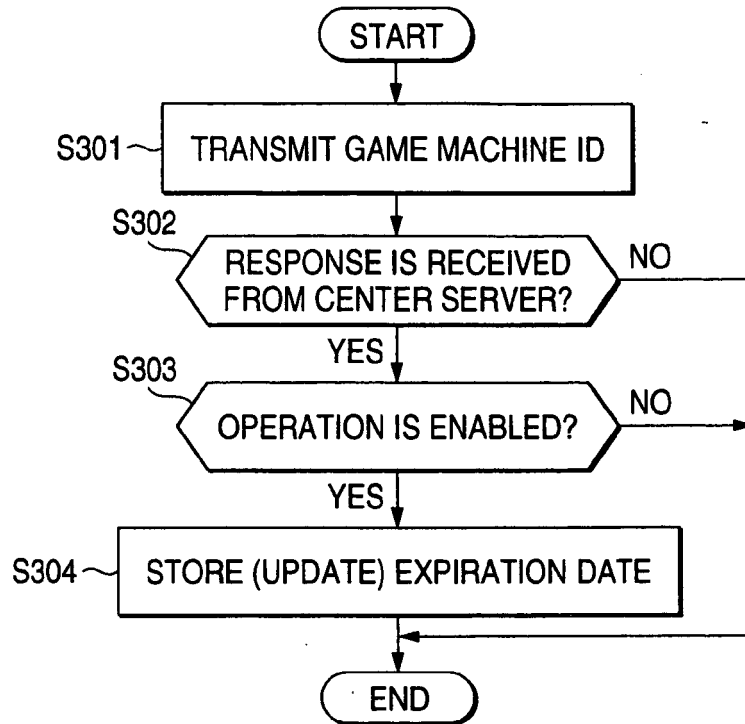 START
S301
TRANSMIT GAME MACHINE ID
S302
RESPONSE IS RECEIVED
FROM CENTER SERVER?
NO
YES
S303
OPERATION IS ENABLED?
NO
YES
S304
STORE (UPDATE) EXPIRATION DATE
END